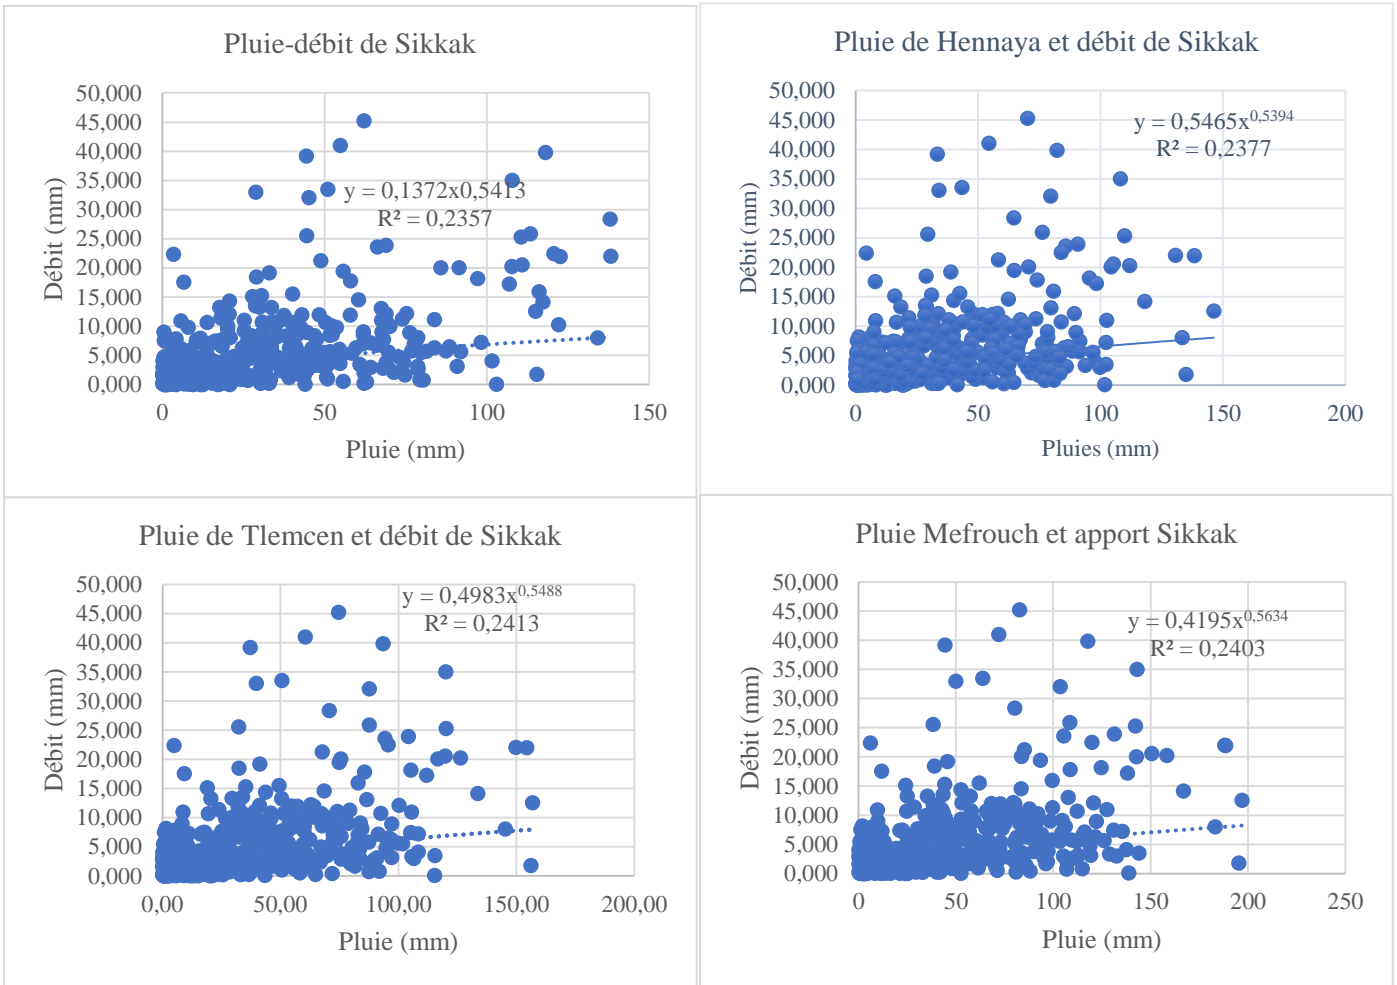 Pluie-débit de Sikkak
50,000
45,000
40,000
35,000
30,000
25,000
20,000
15,000
10,000
5,000
0,000
Débit (mm)
y = 0,1372x0,5413
R² = 0,2357
0 50 100 150
Pluie (mm)
Pluie de Hennaya et débit de Sikkak
50,000
45,000
40,000
35,000
30,000
25,000
20,000
15,000
10,000
5,000
0,000
Débit (mm)
y = 0,5465x^0,5394
R² = 0,2377
0 50 100 150 200
Pluies (mm)
Pluie de Tlemcen et débit de Sikkak
50,000
45,000
40,000
35,000
30,000
25,000
20,000
15,000
10,000
5,000
0,000
Débit (mm)
y = 0,4983x^0,5488
R² = 0,2413
0,00 50,00 100,00 150,00 200,00
Pluie (mm)
Pluie Mefrouch et apport Sikkak
50,000
45,000
40,000
35,000
30,000
25,000
20,000
15,000
10,000
5,000
0,000
Débit (mm)
y = 0,4195x^0,5634
R² = 0,2403
0 50 100 150 200 250
Pluie (mm)